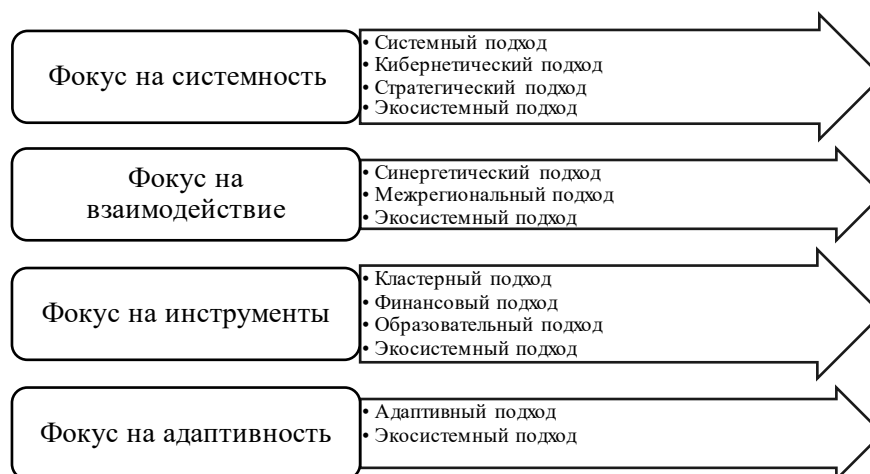 Фокус на системность
• Системный подход
• Кибернетический подход
• Стратегический подход
• Экосистемный подход
Фокус на
взаимодействие
• Синергетический подход
• Межрегиональный подход
• Экосистемный подход
Фокус на инструменты
• Кластерный подход
• Финансовый подход
• Образовательный подход
• Экосистемный подход
Фокус на адаптивность
• Адаптивный подход
• Экосистемный подход